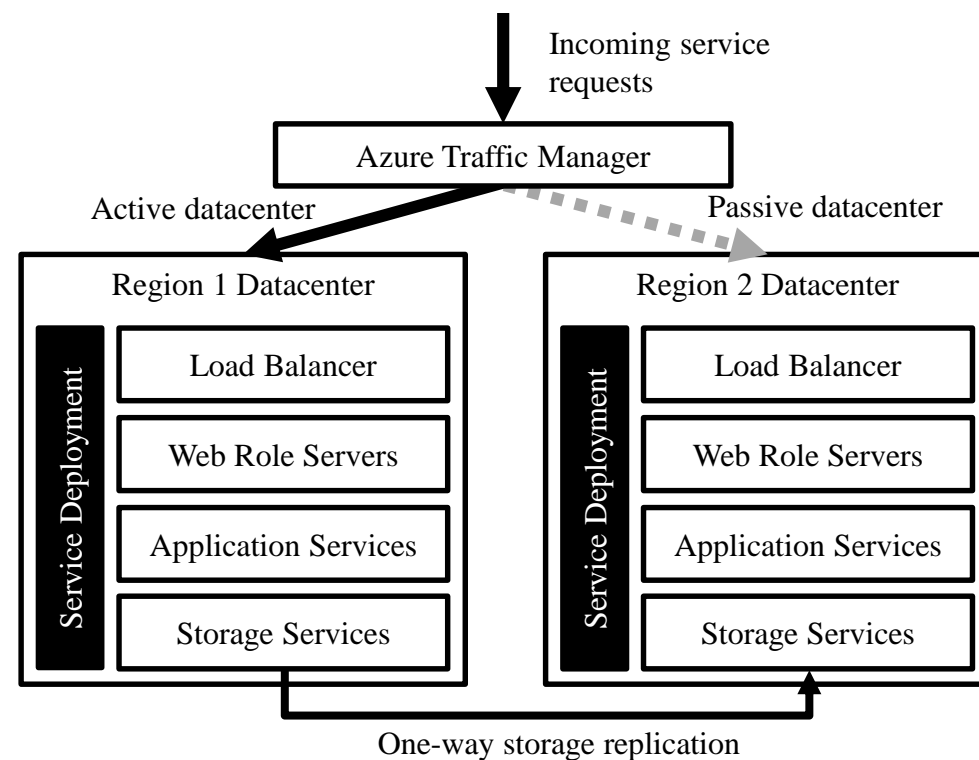 Incoming service
requests
Azure Traffic Manager
Active datacenter
Passive datacenter
Region 1 Datacenter
Service Deployment
Load Balancer
Web Role Servers
Application Services
Storage Services
Region 2 Datacenter
Service Deployment
Load Balancer
Web Role Servers
Application Services
Storage Services
One-way storage replication